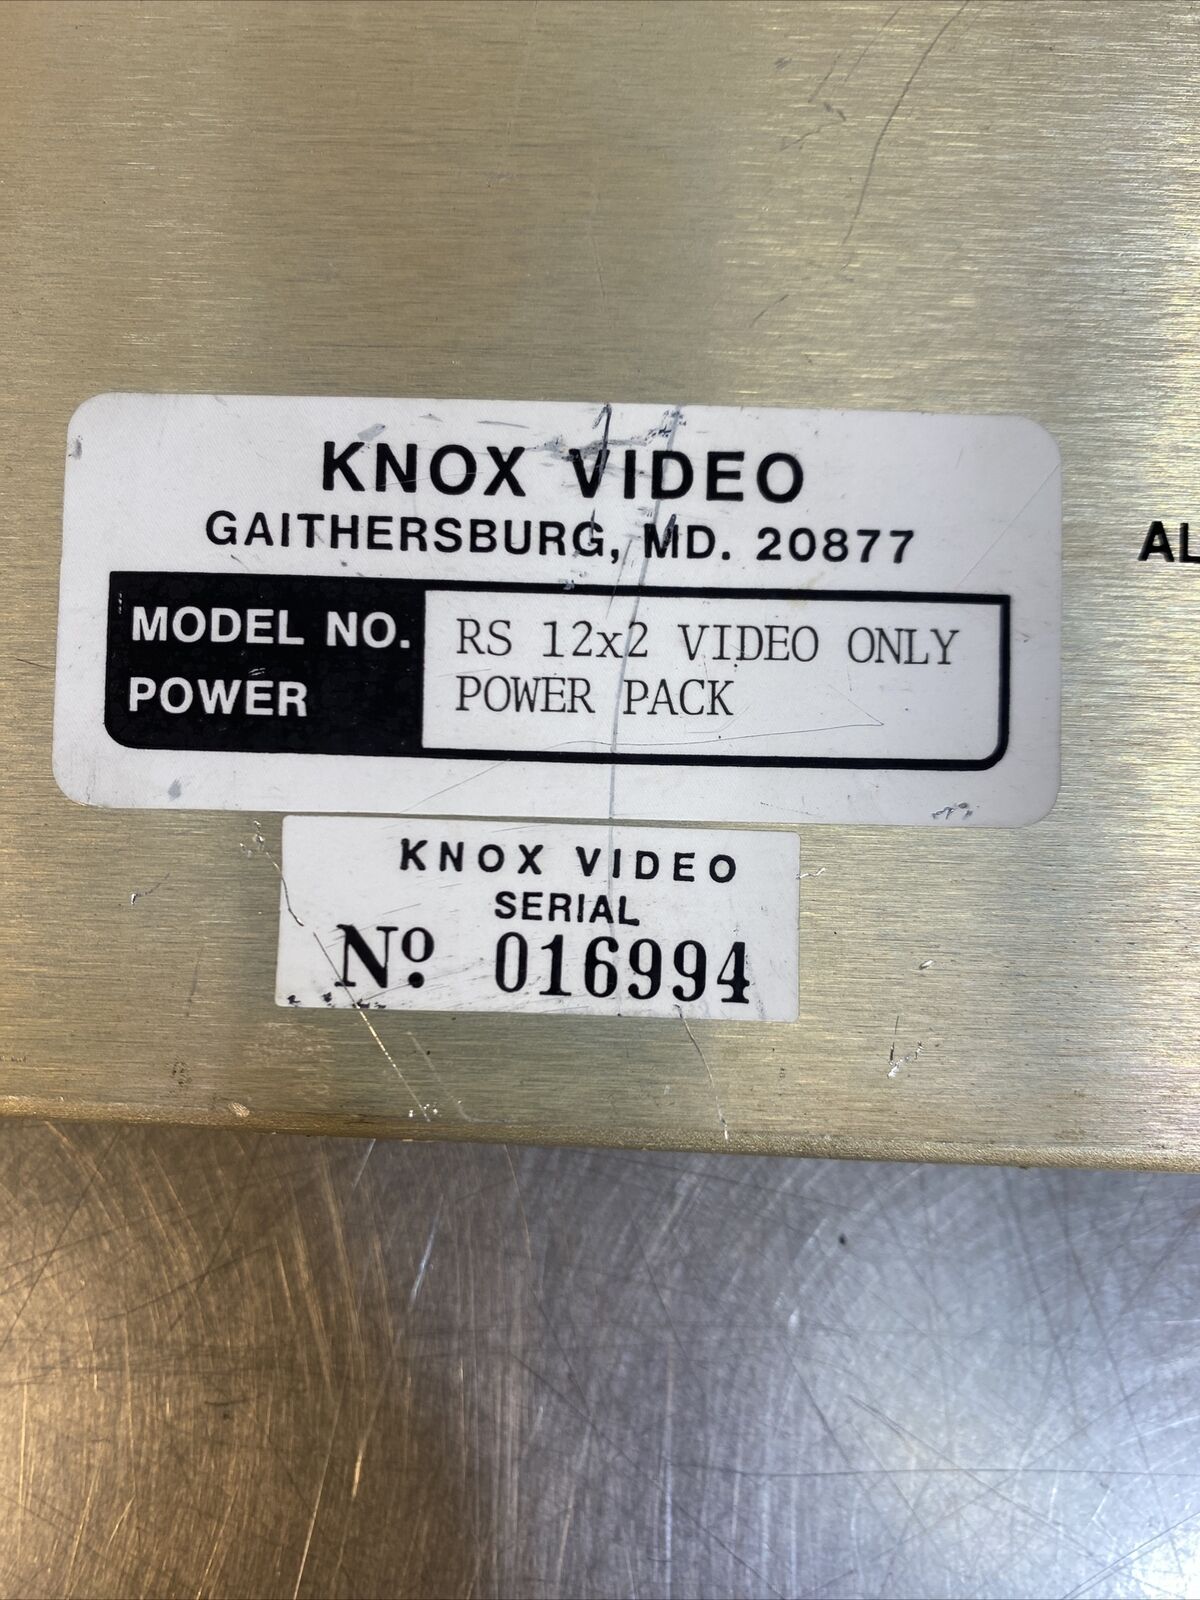 KNOX VIDEO
GAITHERSBURG, MD. 20877
MODEL NO. RS 12x2 VIDEO ONLY
POWER POWER PACK
AL
KNOX VIDEO
SERIAL
Nº 016994